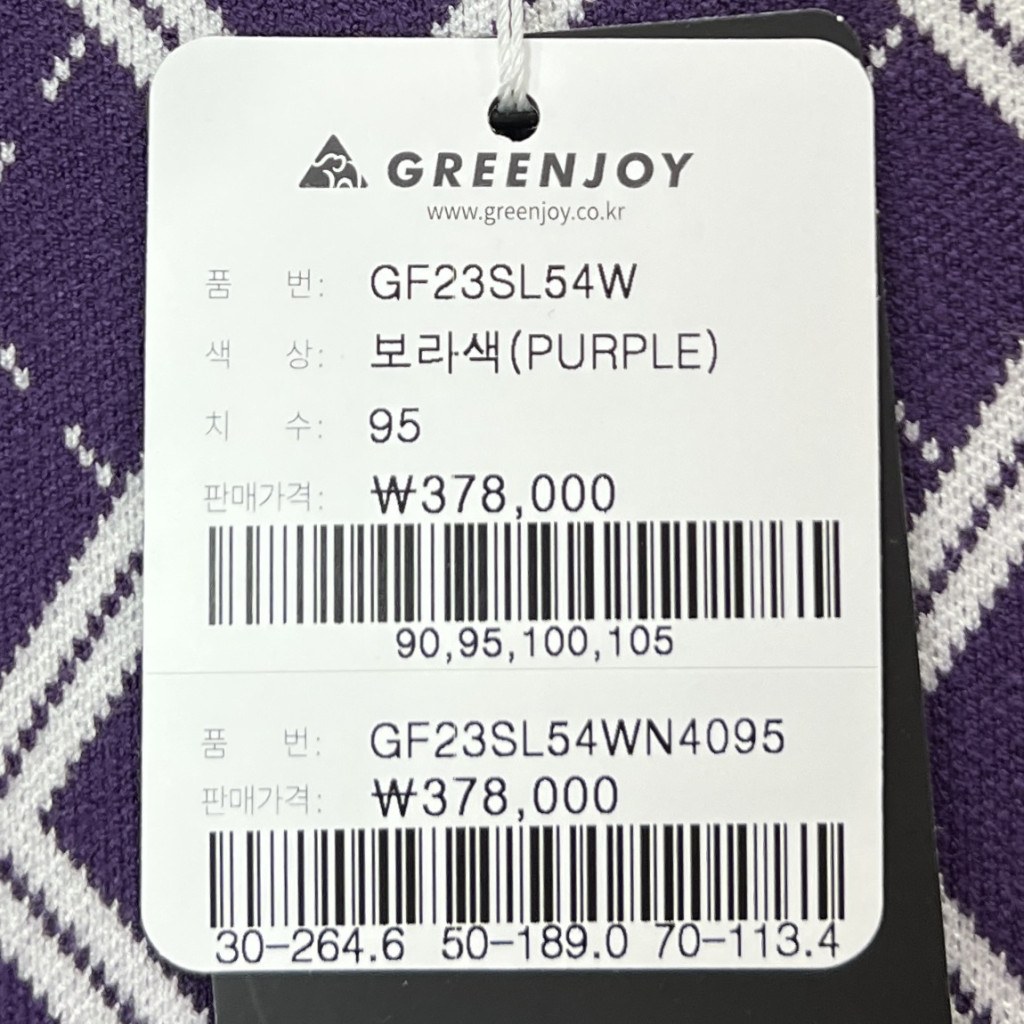 GREENJOY
www.greenjoy.co.kr
품 번: GF23SL54W
색 상: 보라색(PURPLE)
치 수: 95
판매가격: ₩378,000
90,95,100,105
품 번: GF23SL54WN4095
판매가격: ₩378,000
30-264.6 50-189.0 70-113.4